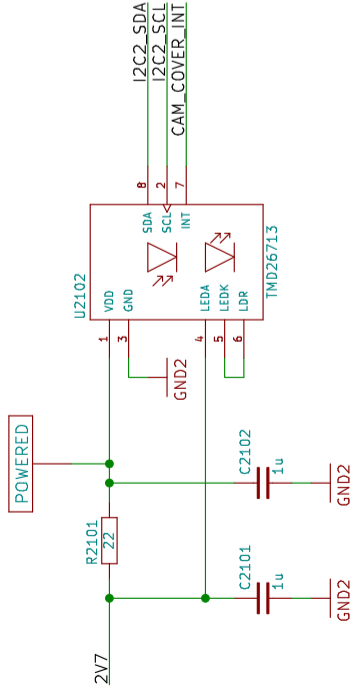 I2C2_SDA
I2C2_SCL
CAM_COVER_INT
8
2
7
U2102
VDD
GND
SDA
SCL
INT
LEDA
LEDK
LDR
TMD26713
1
3
4
5
6
GND2
POWERED
R2101
22
C2102
1u
GND2
C2101
1u
GND2
2V7